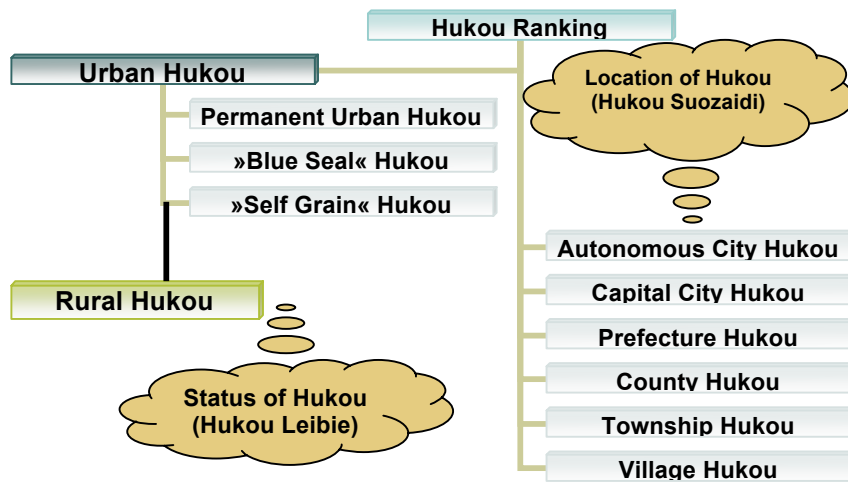 Hukou Ranking
Urban Hukou
Permanent Urban Hukou
»Blue Seal« Hukou
»Self Grain« Hukou
Rural Hukou
Status of Hukou
(Hukou Leibie)
Location of Hukou
(Hukou Suozaidi)
Autonomous City Hukou
Capital City Hukou
Prefecture Hukou
County Hukou
Township Hukou
Village Hukou